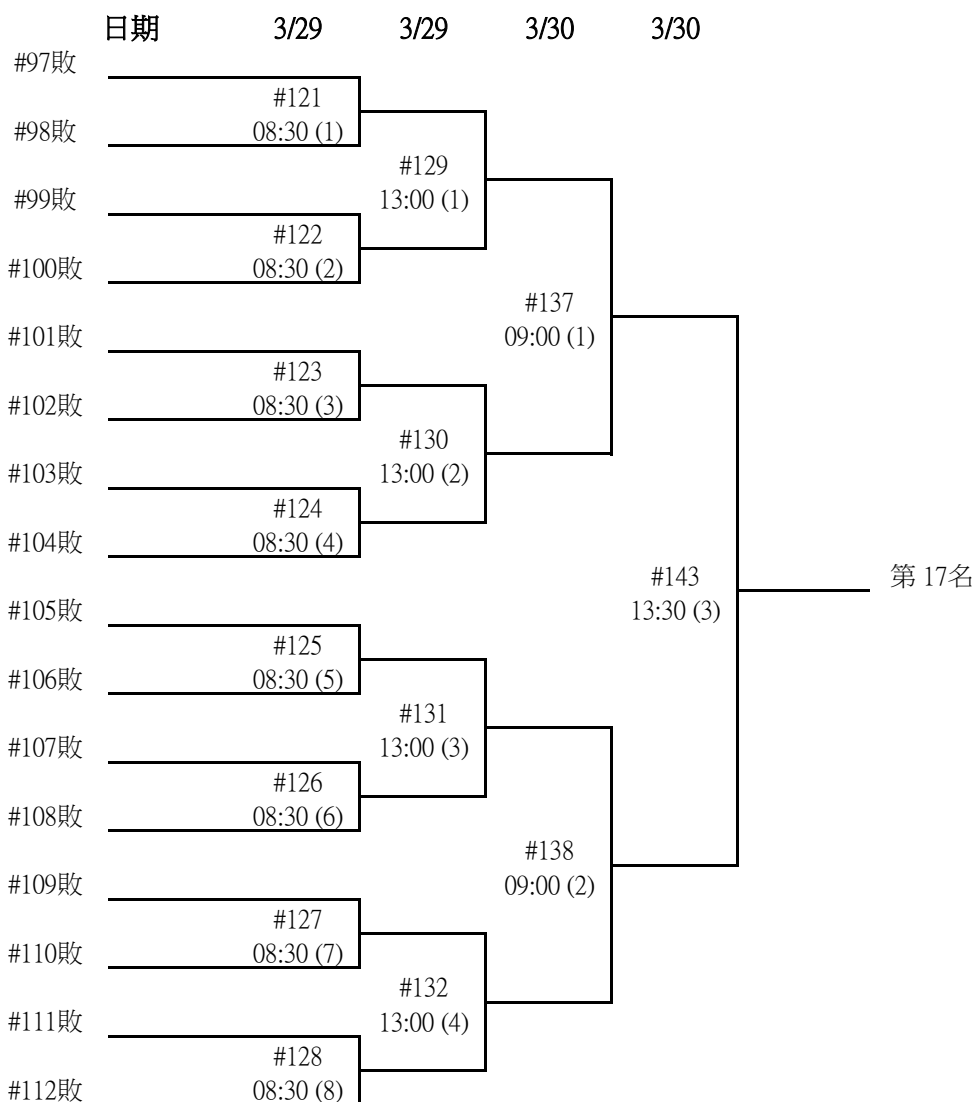 日期 3/29 3/29 3/30 3/30
#97敗
#121
08:30 (1)
#98敗
#129
13:00 (1)
#99敗
#122
08:30 (2)
#100敗
#137
09:00 (1)
#101敗
#123
08:30 (3)
#102敗
#130
13:00 (2)
#103敗
#124
08:30 (4)
#104敗
#143
13:30 (3)
第 17名
#105敗
#125
08:30 (5)
#106敗
#131
13:00 (3)
#107敗
#126
08:30 (6)
#108敗
#138
09:00 (2)
#109敗
#127
08:30 (7)
#110敗
#132
13:00 (4)
#111敗
#128
08:30 (8)
#112敗